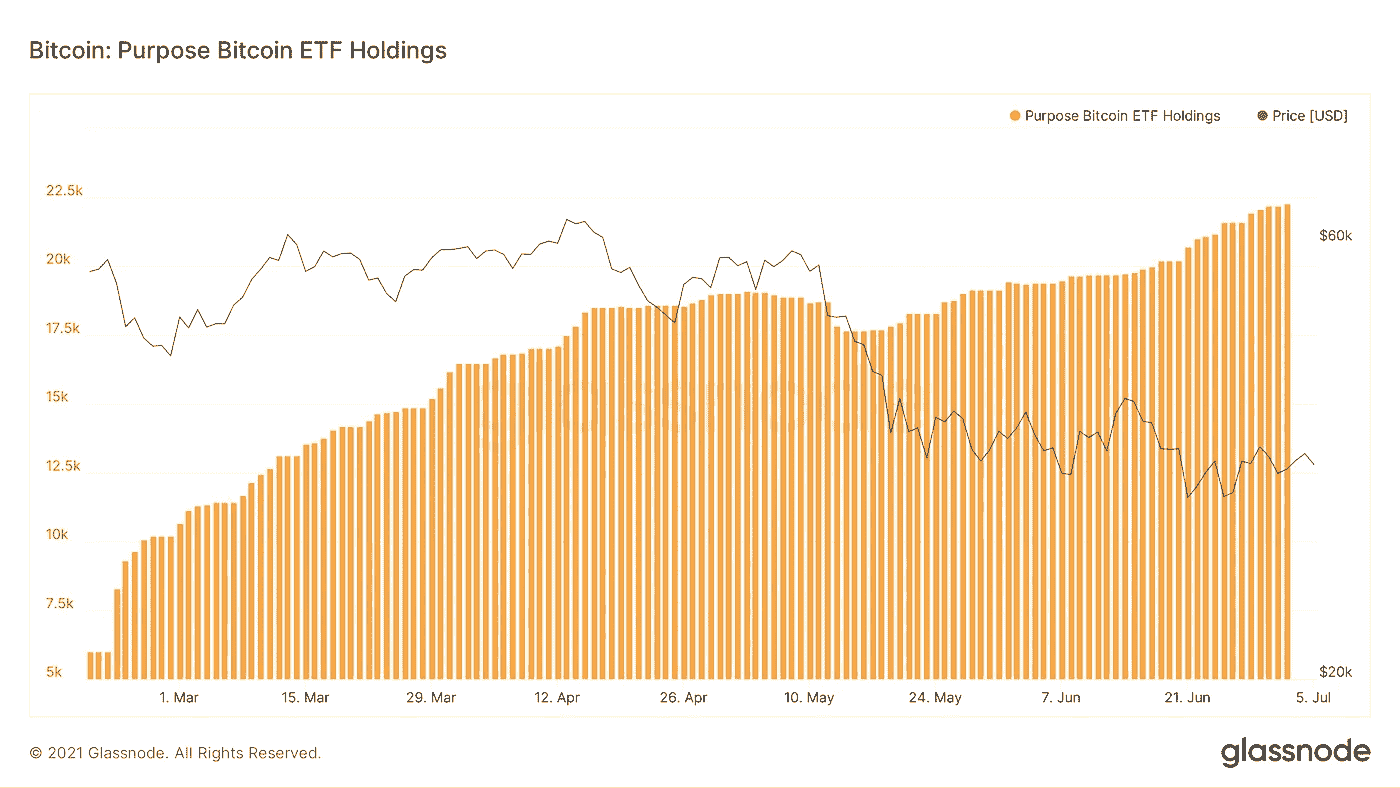 Bitcoin: Purpose Bitcoin ETF Holdings
Purpose Bitcoin ETF Holdings Price [USD]
22.5k
$60k
20k
17.5k
15k
12.5k
10k
7.5k
5k $20k
1. Mar 15. Mar 29. Mar 12. Apr 26. Apr 10. May 24. May 7. Jun 21. Jun 5. Jul
© 2021 Glassnode. All Rights Reserved. glassnode